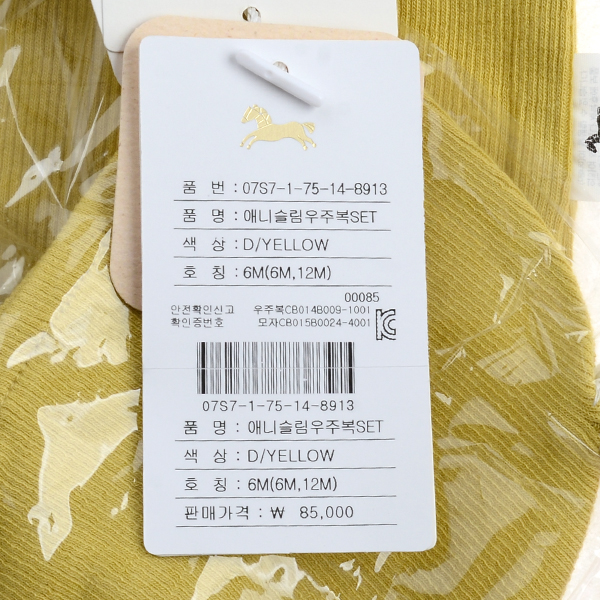 품 번 : 07S7-1-75-14-8913
품 명 : 애니슬림우주복SET
색 상 : D/YELLOW
호 칭 : 6M(6M,12M)
00085
안전확인신고 우주복CB014B009-1001
확인증번호 모자CB015B0024-4001
07S7-1-75-14-8913
품 명 : 애니슬림우주복SET
색 상 : D/YELLOW
호 칭 : 6M(6M,12M)
판매가격 : ₩ 85,000